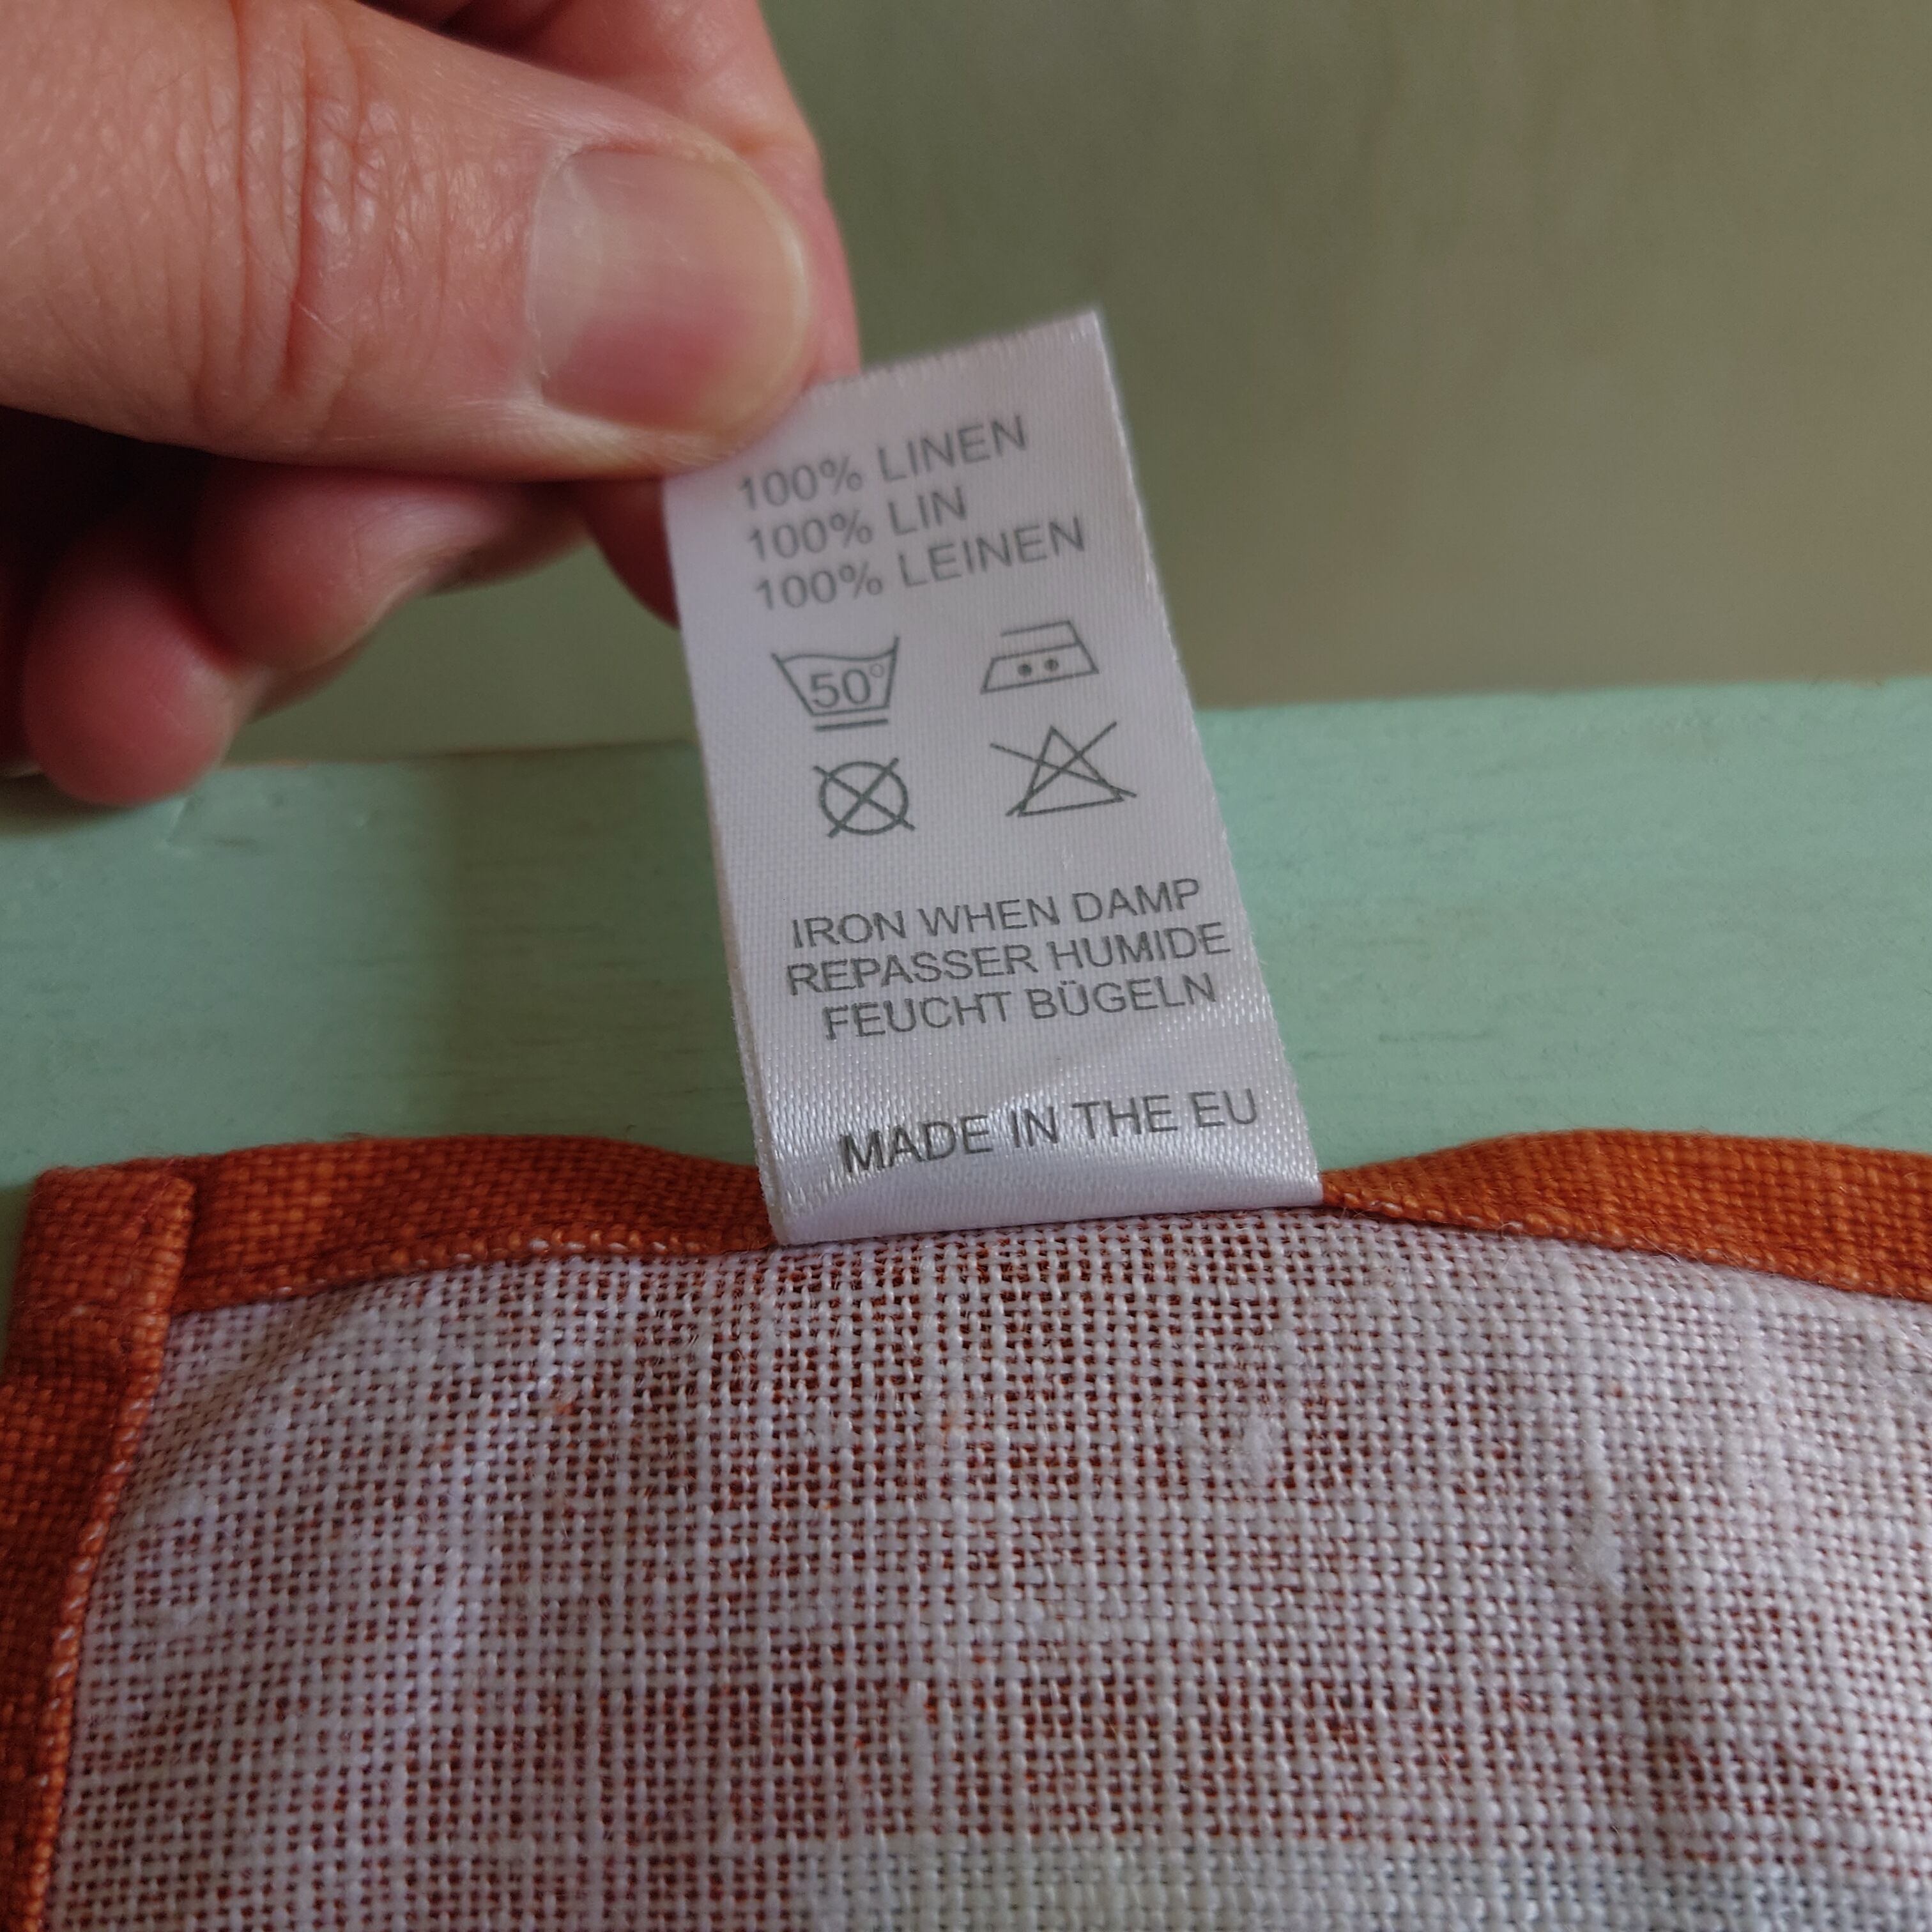 100% LINEN
100% LIN
100% LEINEN
50°
IRON WHEN DAMP
REPASSER HUMIDE
FEUCHT BÜGELN
MADE IN THE EU